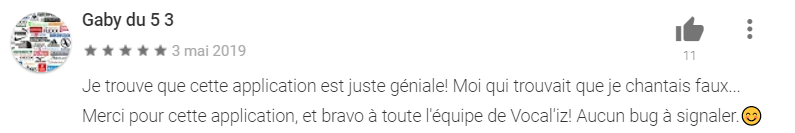 Gaby du 5 3
★★★★★ 3 mai 2019
11
Je trouve que cette application est juste géniale! Moi qui trouvait que je chantais faux...
Merci pour cette application, et bravo à toute l'équipe de Vocal'iz! Aucun bug à signaler.😊